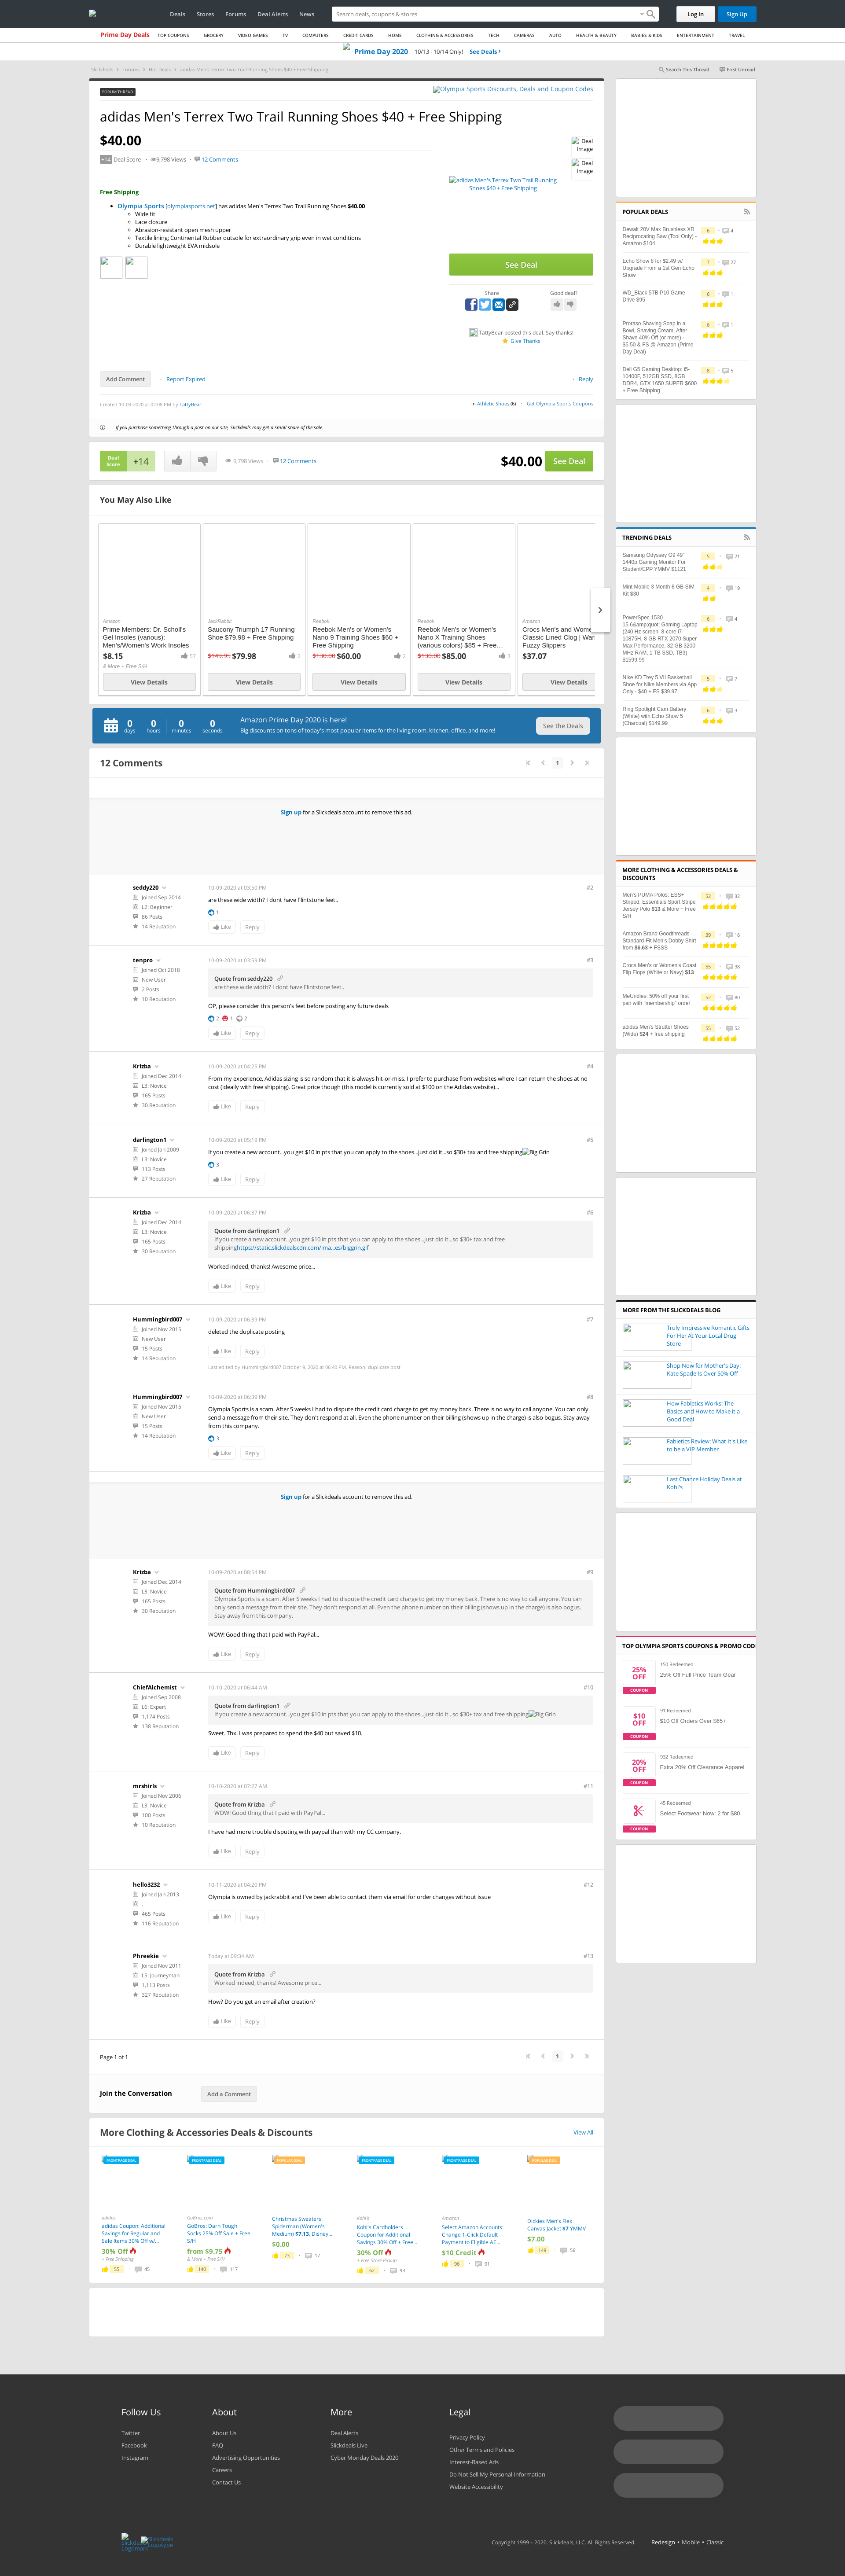 Deals
Stores
Forums
Deal Alerts
News
Search deals, coupons & stores
Log In
Sign Up
Prime Day Deals
TOP COUPONS
GROCERY
VIDEO GAMES
TV
COMPUTERS
CREDIT CARDS
HOME
CLOTHING & ACCESSORIES
TECH
CAMERAS
AUTO
HEALTH & BEAUTY
BABIES & KIDS
ENTERTAINMENT
TRAVEL
Prime Day 2020 10/13 - 10/14 Only! See Deals ›
Slickdeals › Forums › Hot Deals › adidas Men's Terrex Two Trail Running Shoes $40 + Free Shipping
Search This Thread
First Unread
FORUM THREAD
Olympia Sports Discounts, Deals and Coupon Codes
adidas Men's Terrex Two Trail Running Shoes $40 + Free Shipping
$40.00
+14 Deal Score
9,798 Views
12 Comments
Free Shipping
Olympia Sports [olympiasports.net] has adidas Men's Terrex Two Trail Running Shoes $40.00
Wide fit
Lace closure
Abrasion-resistant open mesh upper
Textile lining; Continental Rubber outsole for extraordinary grip even in wet conditions
Durable lightweight EVA midsole
adidas Men's Terrex Two Trail Running Shoes $40 + Free Shipping
Deal Image
Deal Image
See Deal
Share
Good deal?
TattyBear posted this deal. Say thanks!
Give Thanks
Add Comment
Report Expired
Reply
Created 10-09-2020 at 02:08 PM by TattyBear
in Athletic Shoes (6)
Get Olympia Sports Coupons
If you purchase something through a post on our site, Slickdeals may get a small share of the sale.
Deal Score
+14
9,798 Views
12 Comments
$40.00
See Deal
You May Also Like
Amazon
Prime Members: Dr. Scholl's Gel Insoles (various): Men's/Women's Work Insoles
$8.15
57
& More + Free S/H
View Details
JackRabbit
Saucony Triumph 17 Running Shoe $79.98 + Free Shipping
$149.95 $79.98
2
View Details
Reebok
Reebok Men's or Women's Nano 9 Training Shoes $60 + Free Shipping
$130.00 $60.00
2
View Details
Reebok
Reebok Men's or Women's Nano X Training Shoes (various colors) $85 + Free...
$130.00 $85.00
3
View Details
Amazon
$37.07
View Details
0 days
0 hours
0 minutes
0 seconds
Amazon Prime Day 2020 is here!
Big discounts on tons of today's most popular items for the living room, kitchen, office, and more!
See the Deals
12 Comments
1
Sign up for a Slickdeals account to remove this ad.
seddy220
Joined Sep 2014
L2: Beginner
86 Posts
14 Reputation
10-09-2020 at 03:50 PM
#2
are these wide width? I dont have Flintstone feet..
1
Like
Reply
tenpro
Joined Oct 2018
New User
2 Posts
10 Reputation
10-09-2020 at 03:59 PM
#3
Quote from seddy220
are these wide width? I dont have Flintstone feet..
OP, please consider this person's feet before posting any future deals
2 1 2
Like
Reply
Krizba
Joined Dec 2014
L3: Novice
165 Posts
30 Reputation
10-09-2020 at 04:25 PM
#4
From my experience, Adidas sizing is so random that it is always hit-or-miss. I prefer to purchase from websites where I can return the shoes at no cost (ideally with free shipping). Great price though (this model is currently sold at $100 on the Adidas website)...
Like
Reply
darlington1
Joined Jan 2009
L3: Novice
113 Posts
27 Reputation
10-09-2020 at 05:19 PM
#5
If you create a new account...you get $10 in pts that you can apply to the shoes...just did it...so $30+ tax and free shipping Big Grin
3
Like
Reply
Krizba
Joined Dec 2014
L3: Novice
165 Posts
30 Reputation
10-09-2020 at 06:37 PM
#6
Quote from darlington1
If you create a new account...you get $10 in pts that you can apply to the shoes...just did it...so $30+ tax and free shippinghttps://static.slickdealscdn.com/ima...es/biggrin.gif
Worked indeed, thanks! Awesome price...
Like
Reply
Hummingbird007
Joined Nov 2015
New User
15 Posts
14 Reputation
10-09-2020 at 06:39 PM
#7
deleted the duplicate posting
Like
Reply
Last edited by Hummingbird007 October 9, 2020 at 06:40 PM. Reason: duplicate post
Hummingbird007
Joined Nov 2015
New User
15 Posts
14 Reputation
10-09-2020 at 06:39 PM
#8
Olympia Sports is a scam. After 5 weeks I had to dispute the credit card charge to get my money back. There is no way to call anyone. You can only send a message from their site. They don't respond at all. Even the phone number on their billing (shows up in the charge) is also bogus. Stay away from this company.
3
Like
Reply
Sign up for a Slickdeals account to remove this ad.
Krizba
Joined Dec 2014
L3: Novice
165 Posts
30 Reputation
10-09-2020 at 08:54 PM
#9
Quote from Hummingbird007
Olympia Sports is a scam. After 5 weeks I had to dispute the credit card charge to get my money back. There is no way to call anyone. You can only send a message from their site. They don't respond at all. Even the phone number on their billing (shows up in the charge) is also bogus. Stay away from this company.
WOW! Good thing that I paid with PayPal...
Like
Reply
ChiefAlchemist
Joined Sep 2008
L6: Expert
1,174 Posts
138 Reputation
10-10-2020 at 06:44 AM
#10
Quote from darlington1
If you create a new account...you get $10 in pts that you can apply to the shoes...just did it...so $30+ tax and free shipping Big Grin
Sweet. Thx. I was prepared to spend the $40 but saved $10.
Like
Reply
mrshirls
Joined Nov 2006
L3: Novice
100 Posts
10 Reputation
10-10-2020 at 07:27 AM
#11
Quote from Krizba
WOW! Good thing that I paid with PayPal...
I have had more trouble disputing with paypal than with my CC company.
Like
Reply
hello3232
Joined Jan 2013
465 Posts
116 Reputation
10-11-2020 at 04:20 PM
#12
Olympia is owned by jackrabbit and I've been able to contact them via email for order changes without issue
Like
Reply
Phreekie
Joined Nov 2011
L5: Journeyman
1,113 Posts
327 Reputation
Today at 09:34 AM
#13
Quote from Krizba
Worked indeed, thanks! Awesome price...
How? Do you get an email after creation?
Like
Reply
Page 1 of 1
1
Join the Conversation
Add a Comment
More Clothing & Accessories Deals & Discounts
View All
FRONTPAGE DEAL
adidas
adidas Coupon: Additional Savings for Regular and Sale Items 30% Off w/...
30% Off
+ Free Shipping
55 45
FRONTPAGE DEAL
GoBros.com
GoBros: Darn Tough Socks 25% Off Sale + Free S/H
from $9.75
& More + Free S/H
140 117
POPULAR DEAL
Christmas Sweaters: Spiderman (Women's Medium) $7.13, Disney...
$0.00
73 17
FRONTPAGE DEAL
Kohl's
Kohl's Cardholders Coupon for Additional Savings 30% Off + Free...
30% Off
+ Free Store Pickup
62 93
FRONTPAGE DEAL
Amazon
Select Amazon Accounts: Change 1-Click Default Payment to Eligible AE...
$10 Credit
96 91
POPULAR DEAL
Dickies Men's Flex Canvas Jacket $7 YMMV
$7.00
149 56
POPULAR DEALS
Dewalt 20V Max Brushless XR Reciprocating Saw (Tool Only) - Amazon $104
6 4
Echo Show 8 for $2.49 w/ Upgrade From a 1st Gen Echo Show
7 27
WD_Black 5TB P10 Game Drive $95
6 1
Proraso Shaving Soap in a Bowl, Shaving Cream, After Shave 40% Off (or more) - $5.50 & FS @ Amazon (Prime Day Deal)
6 1
Dell G5 Gaming Desktop: i5-10400F, 512GB SSD, 8GB DDR4, GTX 1650 SUPER $600 + Free Shipping
8 5
TRENDING DEALS
Samsung Odyssey G9 49" 1440p Gaming Monitor For Student/EPP YMMV $1121
5 21
Mint Mobile 3 Month 8 GB SIM Kit $30
4 19
PowerSpec 1530 15.6&amp;quot; Gaming Laptop (240 Hz screen, 8-core i7-10875H, 8 GB RTX 2070 Super Max Performance, 32 GB 3200 MHz RAM, 1 TB SSD, TB3) $1599.99
6 4
Nike KD Trey 5 VII Basketball Shoe for Nike Members via App Only - $40 + FS $39.97
5 7
Ring Spotlight Cam Battery (White) with Echo Show 5 (Charcoal) $149.99
6 3
MORE CLOTHING & ACCESSORIES DEALS & DISCOUNTS
Men's PUMA Polos: ESS+ Striped, Essentials Sport Stripe Jersey Polo $13 & More + Free S/H
52 32
Amazon Brand Goodthreads Standard-Fit Men's Dobby Shirt from $6.63 + FSSS
39 16
Crocs Men's or Women's Coast Flip Flops (White or Navy) $13
55 38
MeUndies: 50% off your first pair with "membership" order
52 80
adidas Men's Strutter Shoes (Wide) $24 + free shipping
55 52
MORE FROM THE SLICKDEALS BLOG
Truly Impressive Romantic Gifts For Her At Your Local Drug Store
Shop Now for Mother's Day: Kate Spade Is Over 50% Off
How Fabletics Works: The Basics and How to Make it a Good Deal
Fabletics Review: What It's Like to be a VIP Member
Last Chance Holiday Deals at Kohl's
TOP OLYMPIA SPORTS COUPONS & PROMO
25% OFF
COUPON
150 Redeemed
25% Off Full Price Team Gear
$10 OFF
COUPON
91 Redeemed
$10 Off Orders Over $65+
20% OFF
COUPON
932 Redeemed
Extra 20% Off Clearance Apparel
COUPON
45 Redeemed
Select Footwear Now: 2 for $80
Follow Us
Twitter
Facebook
Instagram
About
About Us
FAQ
Advertising Opportunities
Careers
Contact Us
More
Deal Alerts
Slickdeals Live
Cyber Monday Deals 2020
Legal
Privacy Policy
Other Terms and Policies
Interest-Based Ads
Do Not Sell My Personal Information
Website Accessibility
Slickdeals Logomark
Slickdeals Logotype
Copyright 1999 - 2020. Slickdeals, LLC. All Rights Reserved.
Redesign • Mobile • Classic